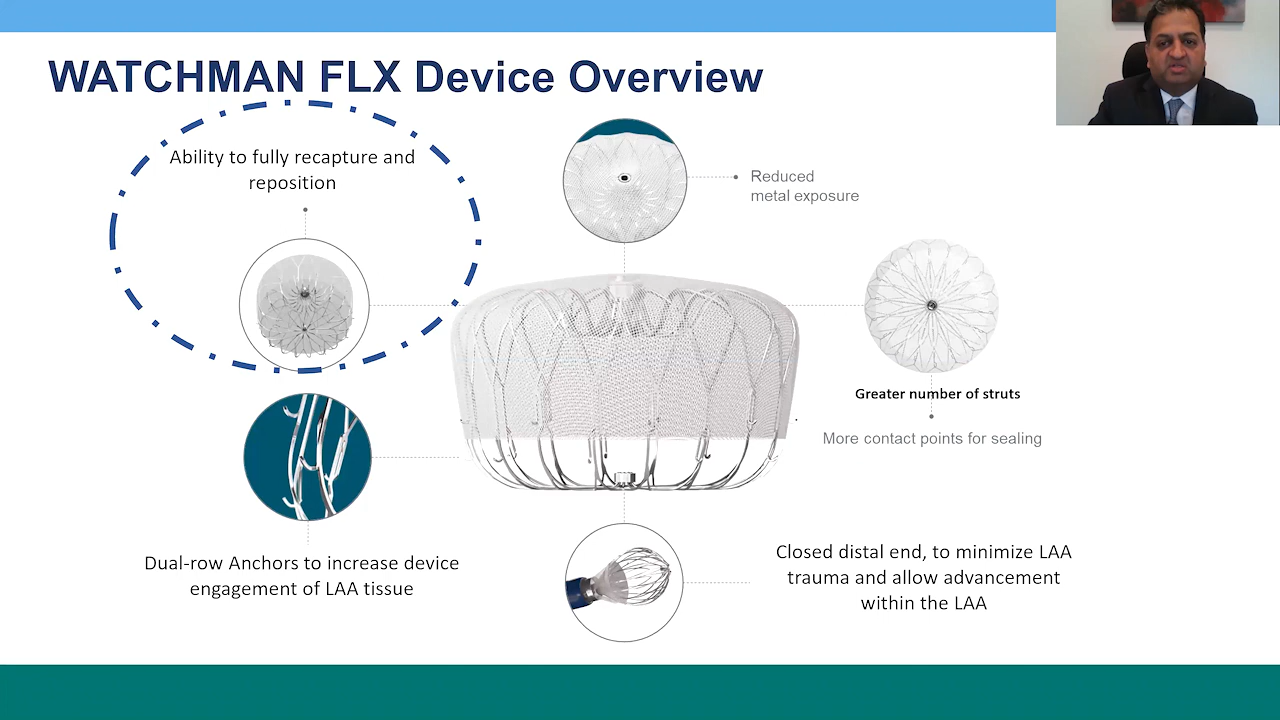 WATCHMAN FLX Device Overview
Ability to fully recapture and
reposition
Reduced
metal exposure
Greater number of struts
More contact points for sealing
Dual-row Anchors to increase device
engagement of LAA tissue
Closed distal end, to minimize LAA
trauma and allow advancement
within the LAA